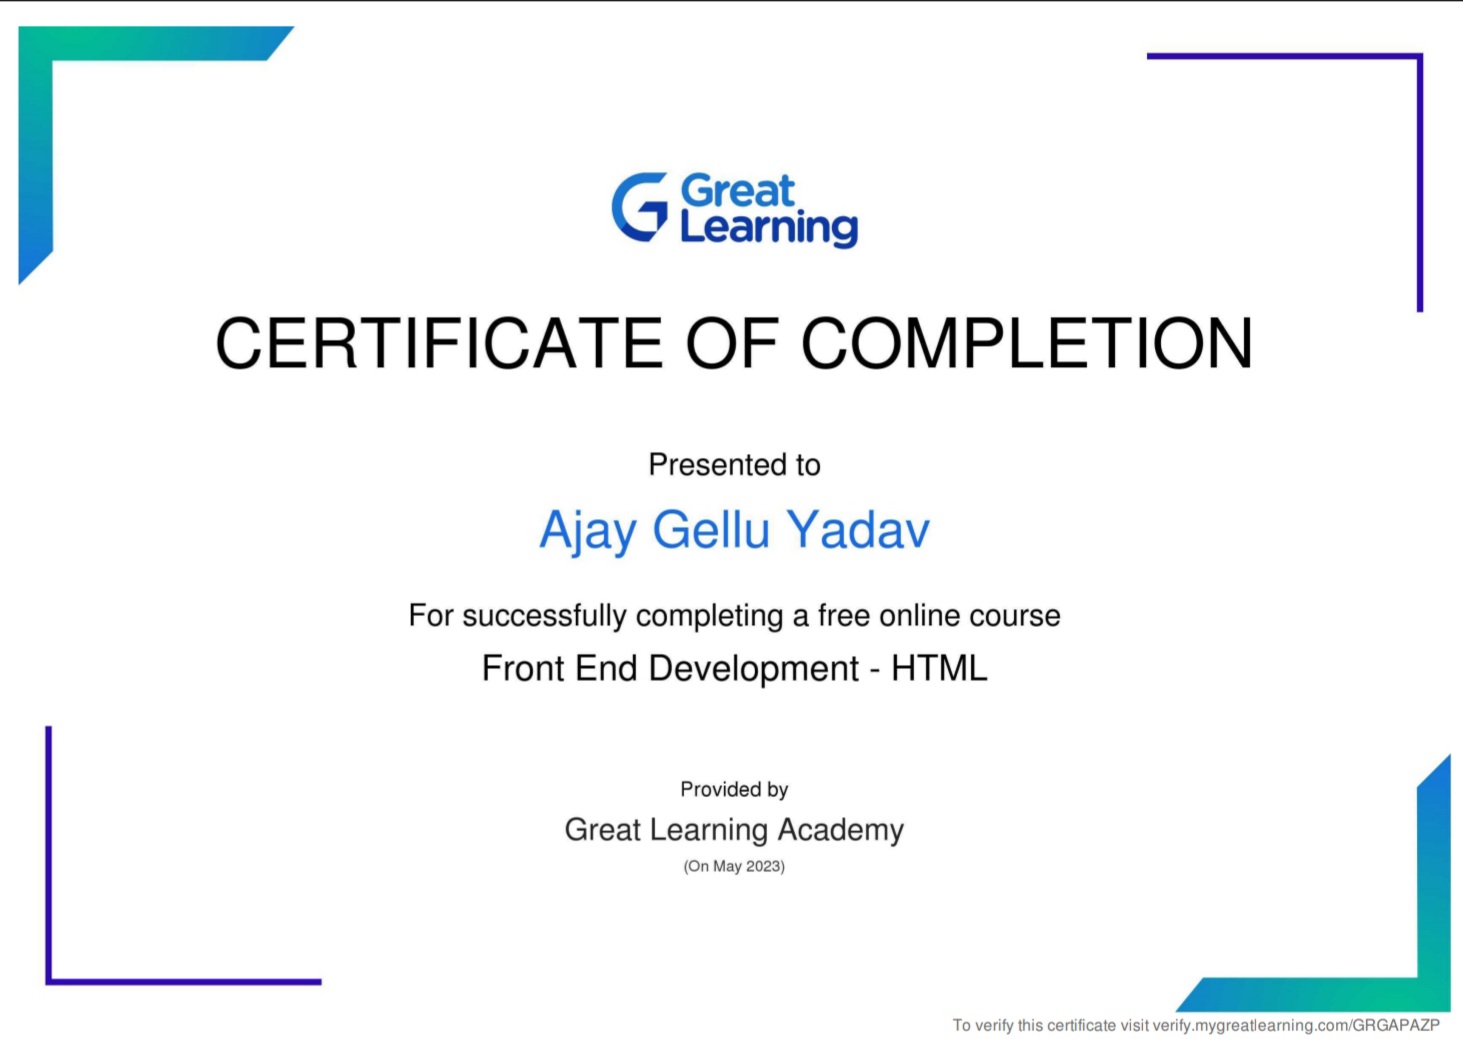 Great
Learning
CERTIFICATE OF COMPLETION
Presented to
Ajay Gellu Yadav
For successfully completing a free online course
Front End Development - HTML
Provided by
Great Learning Academy
(On May 2023)
To verify this certificate visit verify.mygreatlearning.com/GRGAPAZP